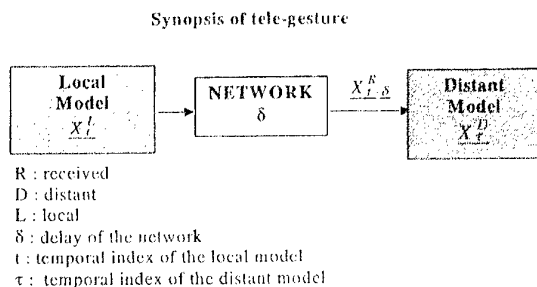 Synopsis of tele-gesture
Local
Model
X_t^L
NETWORK
δ
X_{t-δ}^R
Distant
Model
X_τ^D
R : received
D : distant
L : local
δ : delay of the network
t : temporal index of the local model
τ : temporal index of the distant model